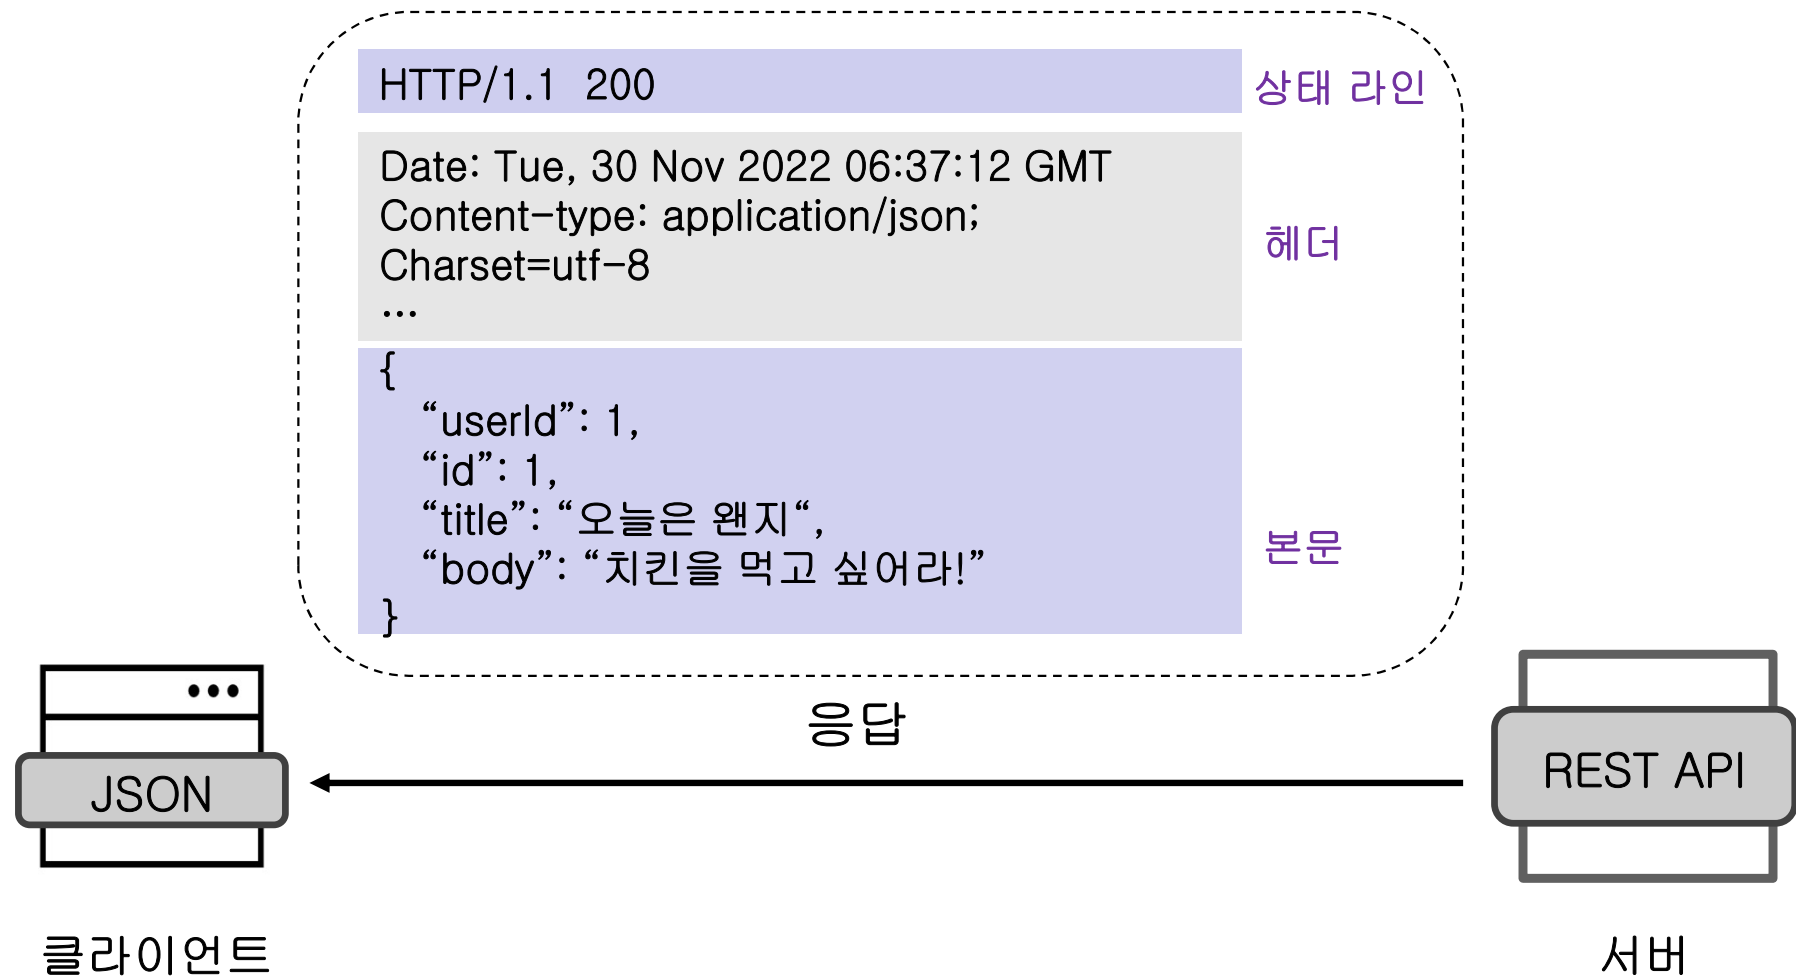 HTTP/1.1 200
상태 라인
Date: Tue, 30 Nov 2022 06:37:12 GMT
Content-type: application/json;
Charset=utf-8
...
헤더
{
“userId”: 1,
“id”: 1,
“title”: “오늘은 왠지“,
“body”: “치킨을 먹고 싶어라!”
}
본문
응답
JSON
REST API
클라이언트
서버